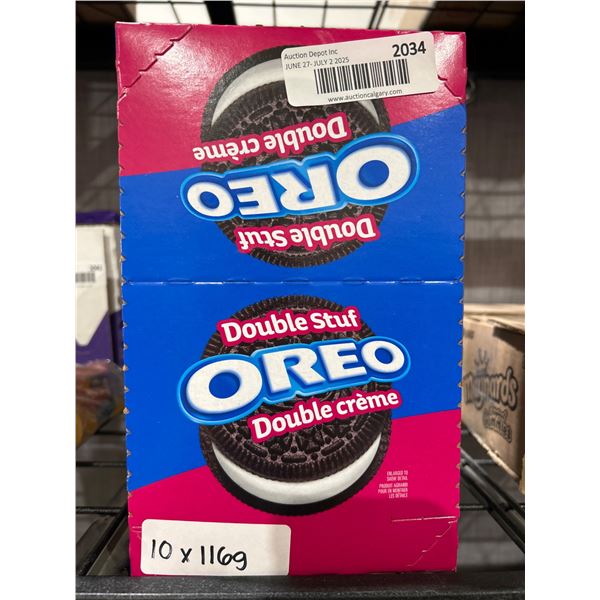 Auction Depot Inc
JUNE 27- JULY 2 2025
2034
www.auctioncalgary.com
Double Stuf
OREO
Double crème
Double Stuf
OREO
Double crème
ENLARGED TO
SHOW DETAIL
PRODUIT AGRANDI
POUR EN MONTRER
LES DÉTAILS
10 x 116g
Maynards